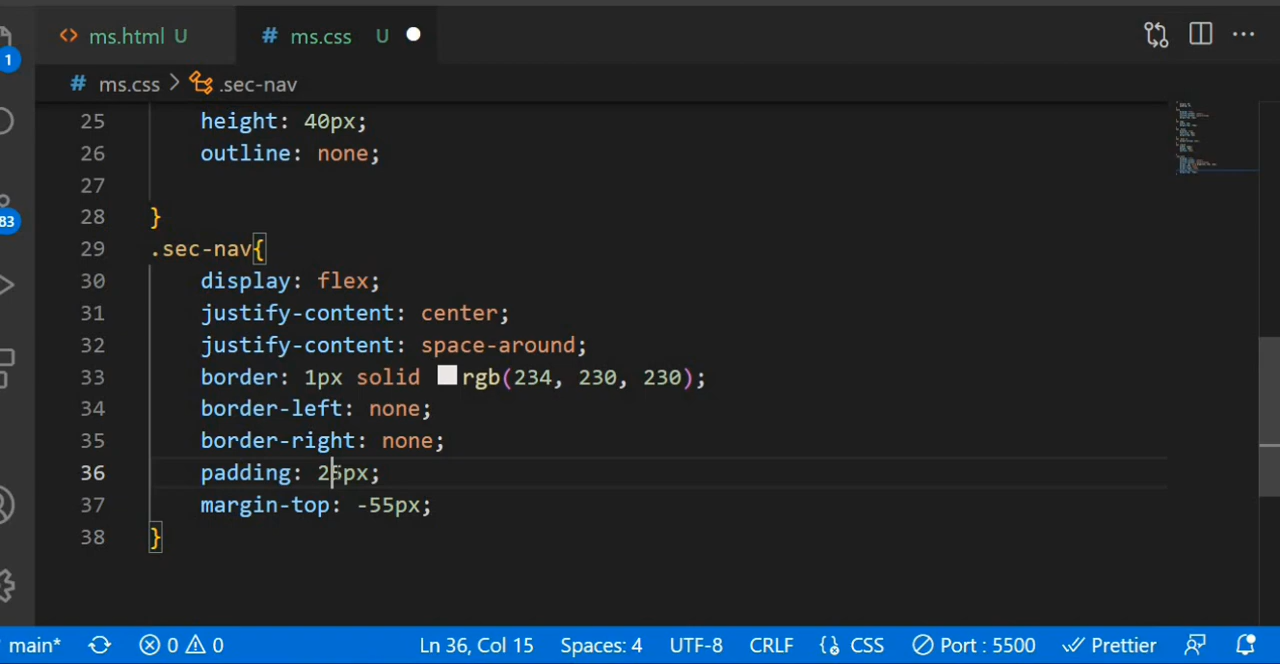 ms.html U
ms.css U
ms.css > .sec-nav
1
83
25 height: 40px;
26 outline: none;
27
28 }
29 .sec-nav{
30 display: flex;
31 justify-content: center;
32 justify-content: space-around;
33 border: 1px solid rgb(234, 230, 230);
34 border-left: none;
35 border-right: none;
36 padding: 25px;
37 margin-top: -55px;
38 }
main* 0 0 Ln 36, Col 15 Spaces: 4 UTF-8 CRLF CSS Port : 5500 Prettier